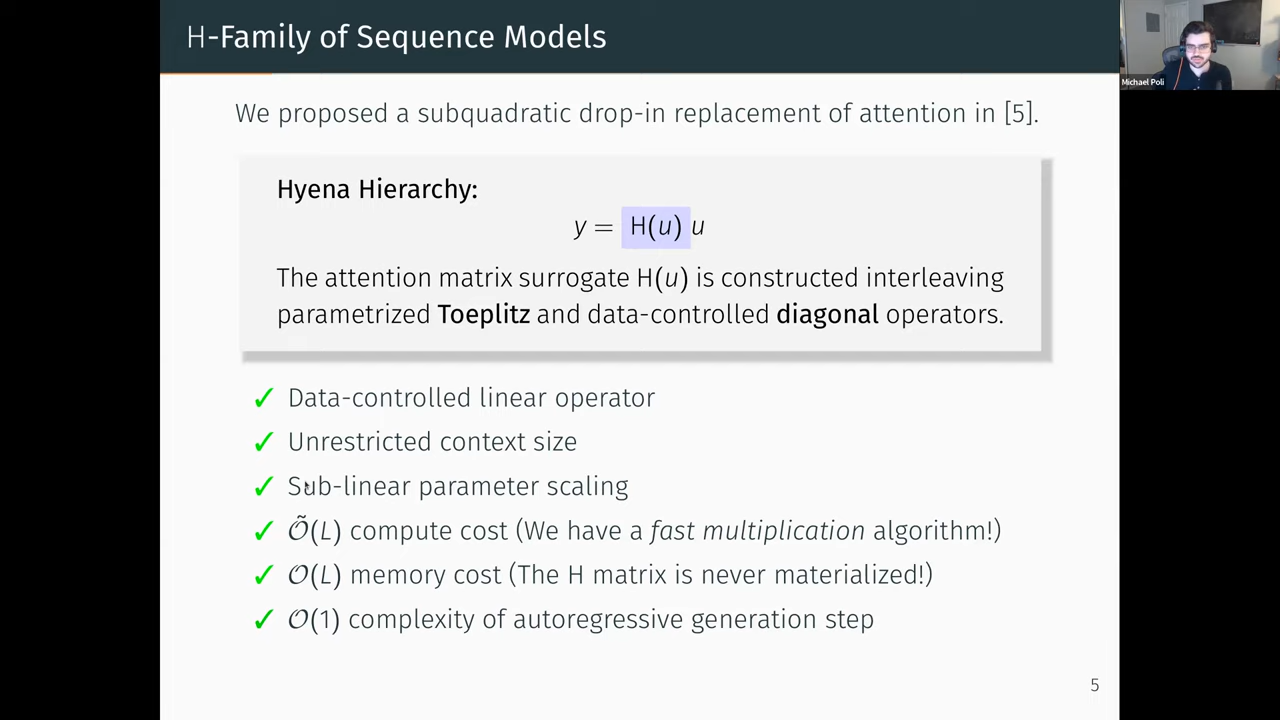 H-Family of Sequence Models
Michael Poli
We proposed a subquadratic drop-in replacement of attention in [5].
Hyena Hierarchy:
y = H(u) u
The attention matrix surrogate H(u) is constructed interleaving
parametrized Toeplitz and data-controlled diagonal operators.
✓ Data-controlled linear operator
✓ Unrestricted context size
✓ Sub-linear parameter scaling
✓ Õ(L) compute cost (We have a fast multiplication algorithm!)
✓ O(L) memory cost (The H matrix is never materialized!)
✓ O(1) complexity of autoregressive generation step
5